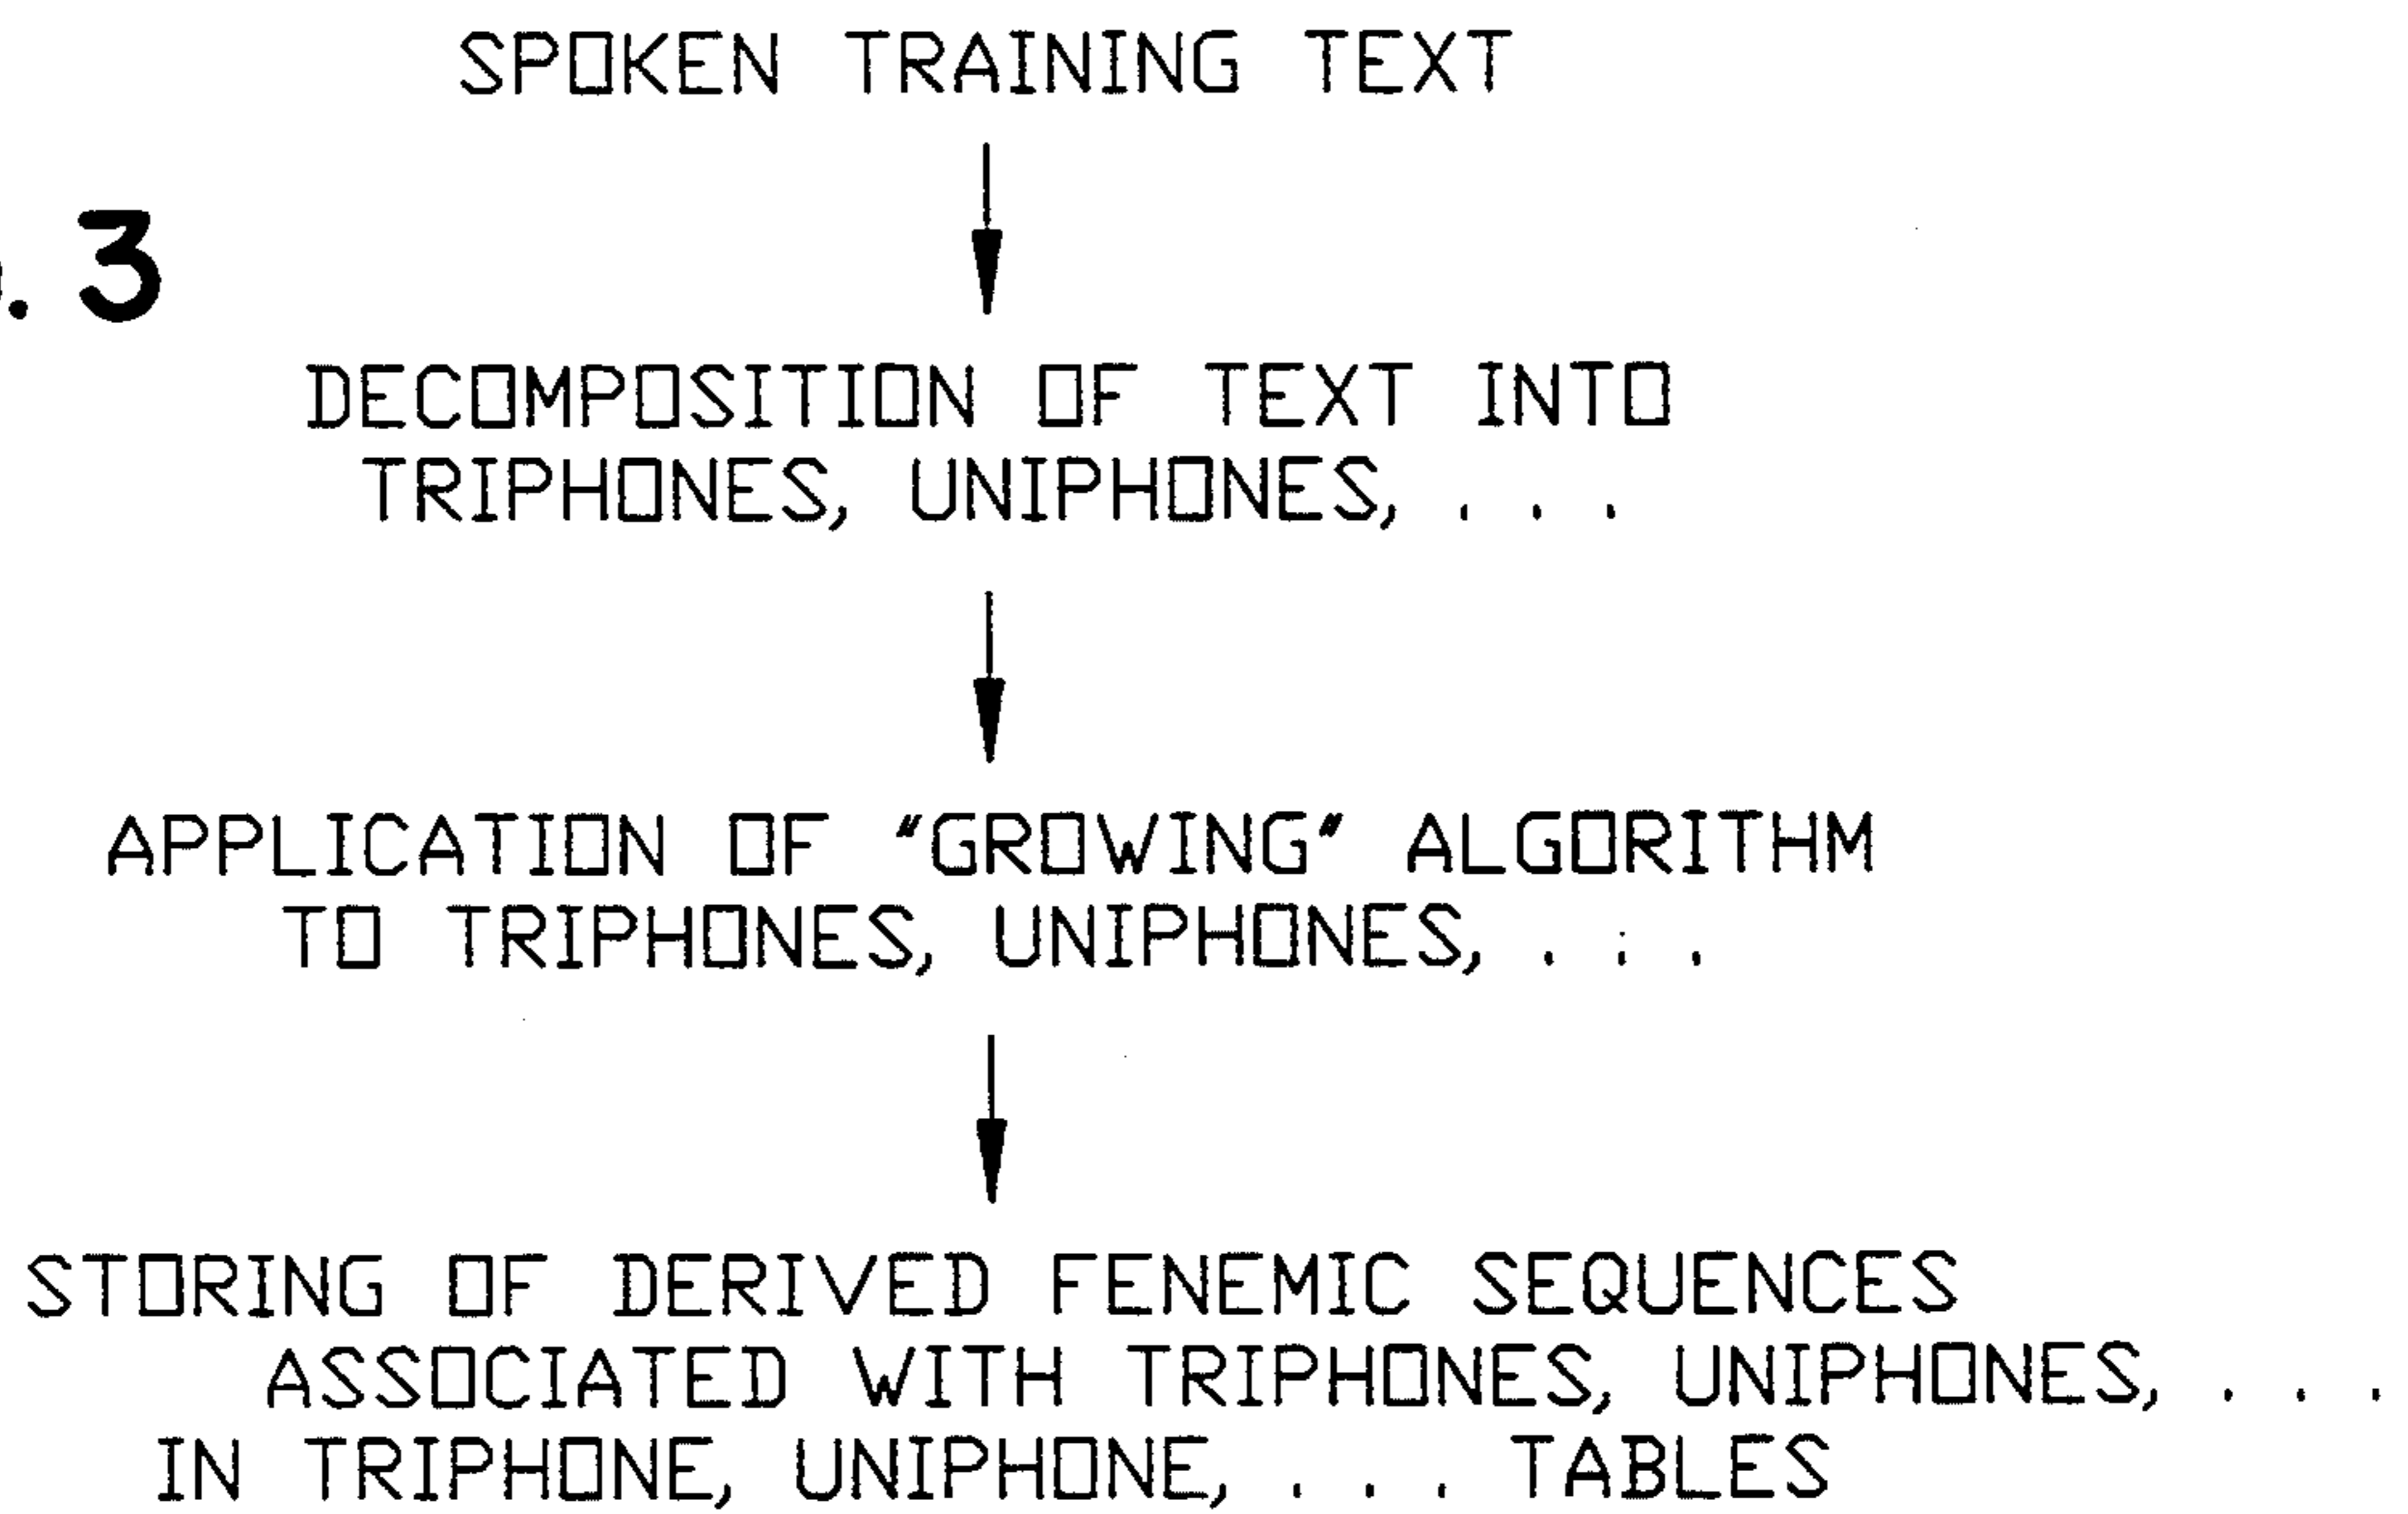 SPOKEN TRAINING TEXT
. 3
DECOMPOSITION OF TEXT INTO
TRIPHONES, UNIPHONES, . . .
APPLICATION OF "GROWING" ALGORITHM
TO TRIPHONES, UNIPHONES, . . .
STORING OF DERIVED FENEMIC SEQUENCES
ASSOCIATED WITH TRIPHONES, UNIPHONES, . . .
IN TRIPHONE, UNIPHONE, . . . TABLES